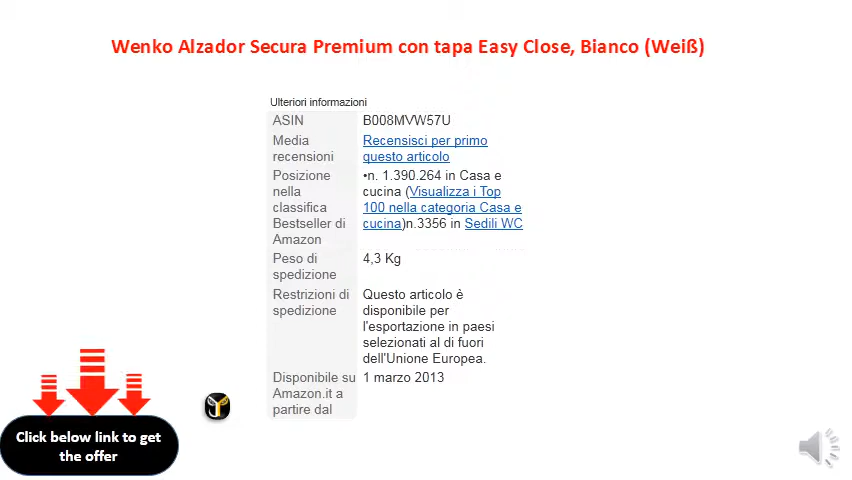 Wenko Alzador Secura Premium con tapa Easy Close, Bianco (Weiß)
Ulteriori informazioni
ASIN B008MVW57U
Media Recensisci per primo
recensioni questo articolo
Posizione •n. 1.390.264 in Casa e
nella cucina (Visualizza i Top
classifica 100 nella categoria Casa e
Bestseller di cucina)n.3356 in Sedili WC
Amazon
Peso di 4,3 Kg
spedizione
Restrizioni di Questo articolo è
spedizione disponibile per
l'esportazione in paesi
selezionati al di fuori
dell'Unione Europea.
Disponibile su 1 marzo 2013
Amazon.it a
partire dal
Click below link to get
the offer